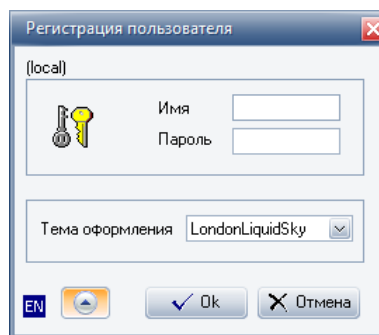 Регистрация пользователя
(local)
Имя
Пароль
Тема оформления LondonLiquidSky
EN Ok Отмена